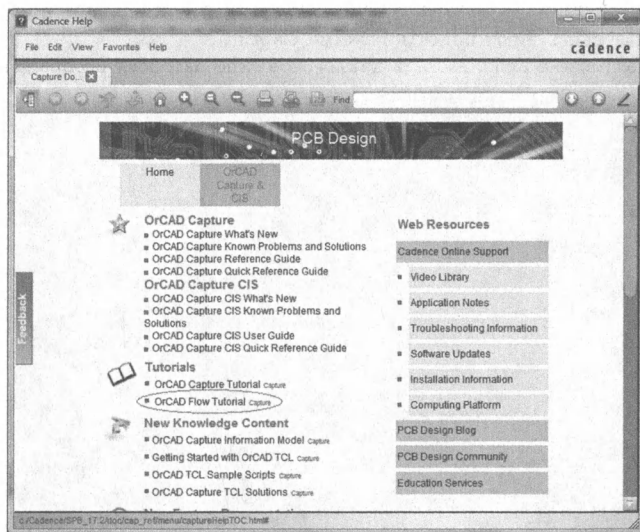 Cadence Help
File Edit View Favorites Help
cādence
Capture Do...
Find
PCB Design
Home
OrCAD
Capture &
CIS
OrCAD Capture
OrCAD Capture What's New
OrCAD Capture Known Problems and Solutions
OrCAD Capture Reference Guide
OrCAD Capture Quick Reference Guide
OrCAD Capture CIS
OrCAD Capture CIS What's New
OrCAD Capture CIS Known Problems and
Solutions
OrCAD Capture CIS User Guide
OrCAD Capture CIS Quick Reference Guide
Tutorials
OrCAD Capture Tutorial Capture
OrCAD Flow Tutorial Capture
New Knowledge Content
OrCAD Capture Information Model Capture
Getting Started with OrCAD TCL Capture
OrCAD TCL Sample Scripts Capture
OrCAD Capture TCL Solutions Capture
Web Resources
Cadence Online Support
Video Library
Application Notes
Troubleshooting Information
Software Updates
Installation Information
Computing Platform
PCB Design Blog
PCB Design Community
Education Services
Feedback
c:/Cadence/SPB_17.2/doc/cap_ref/menu/captureHelpTOC.html#